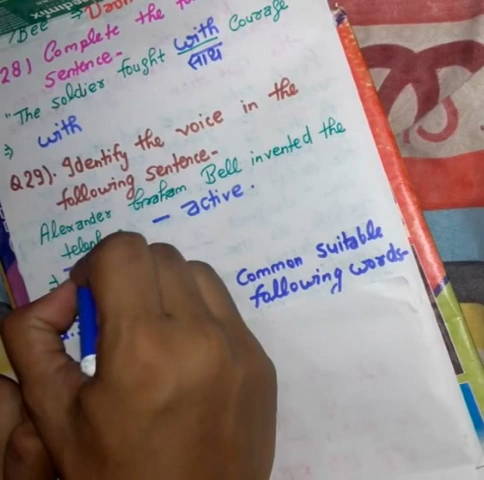 28) Complete the
Sentence-
"The soldier fought with Courage
साथ
⇒ with
Q29). Identify the voice in the
following sentence-
Alexander Graham Bell invented the
- active.
Common suitable
following words-